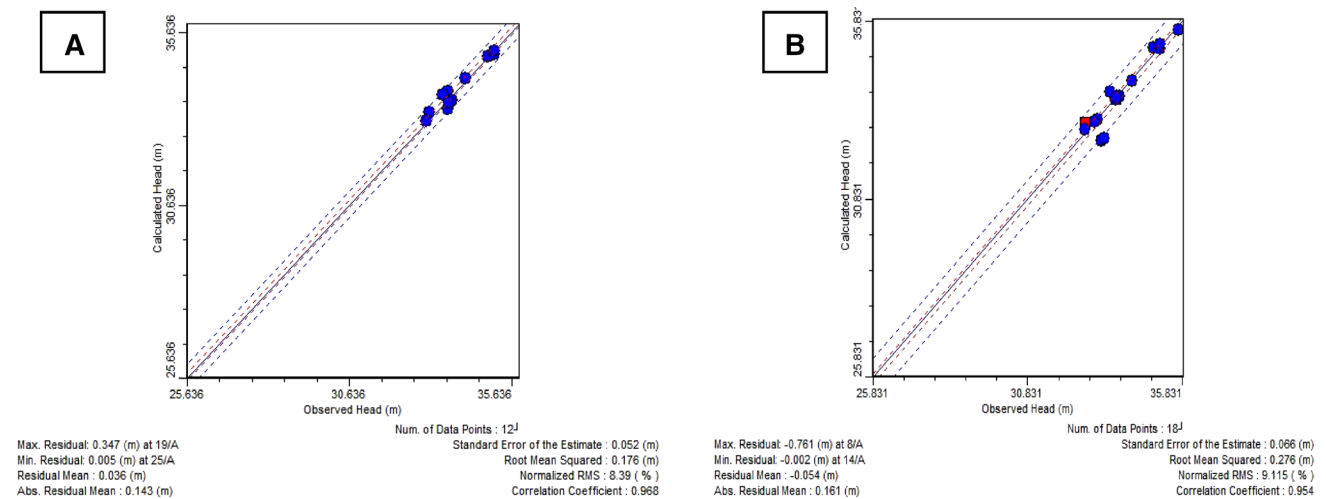 A
35.636
30.636
25.636
Calculated Head (m)
25.636 30.636 35.636
Observed Head (m)
Num. of Data Points : 12
Max. Residual: 0.347 (m) at 19/A
Min. Residual: 0.005 (m) at 25/A
Residual Mean : 0.036 (m)
Abs. Residual Mean : 0.143 (m)
Standard Error of the Estimate : 0.052 (m)
Root Mean Squared : 0.176 (m)
Normalized RMS : 8.39 ( % )
Correlation Coefficient : 0.968
B
35.83
30.831
25.831
Calculated Head (m)
25.831 30.831 35.831
Observed Head (m)
Num. of Data Points : 18
Max. Residual: -0.761 (m) at 8/A
Min. Residual: -0.002 (m) at 14/A
Residual Mean : -0.054 (m)
Abs. Residual Mean : 0.161 (m)
Standard Error of the Estimate : 0.066 (m)
Root Mean Squared : 0.276 (m)
Normalized RMS : 9.115 ( % )
Correlation Coefficient : 0.954